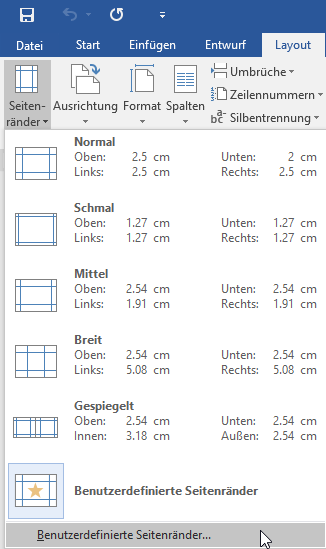 Datei Start Einfügen Entwurf Layout
Seiten-
ränder
Ausrichtung Format Spalten
Umbrüche
Zeilennummern
Silbentrennung
Normal
Oben: 2.5 cm Unten: 2 cm
Links: 2.5 cm Rechts: 2.5 cm
Schmal
Oben: 1.27 cm Unten: 1.27 cm
Links: 1.27 cm Rechts: 1.27 cm
Mittel
Oben: 2.54 cm Unten: 2.54 cm
Links: 1.91 cm Rechts: 1.91 cm
Breit
Oben: 2.54 cm Unten: 2.54 cm
Links: 5.08 cm Rechts: 5.08 cm
Gespiegelt
Oben: 2.54 cm Unten: 2.54 cm
Innen: 3.18 cm Außen: 2.54 cm
Benutzerdefinierte Seitenränder
Benutzerdefinierte Seitenränder...